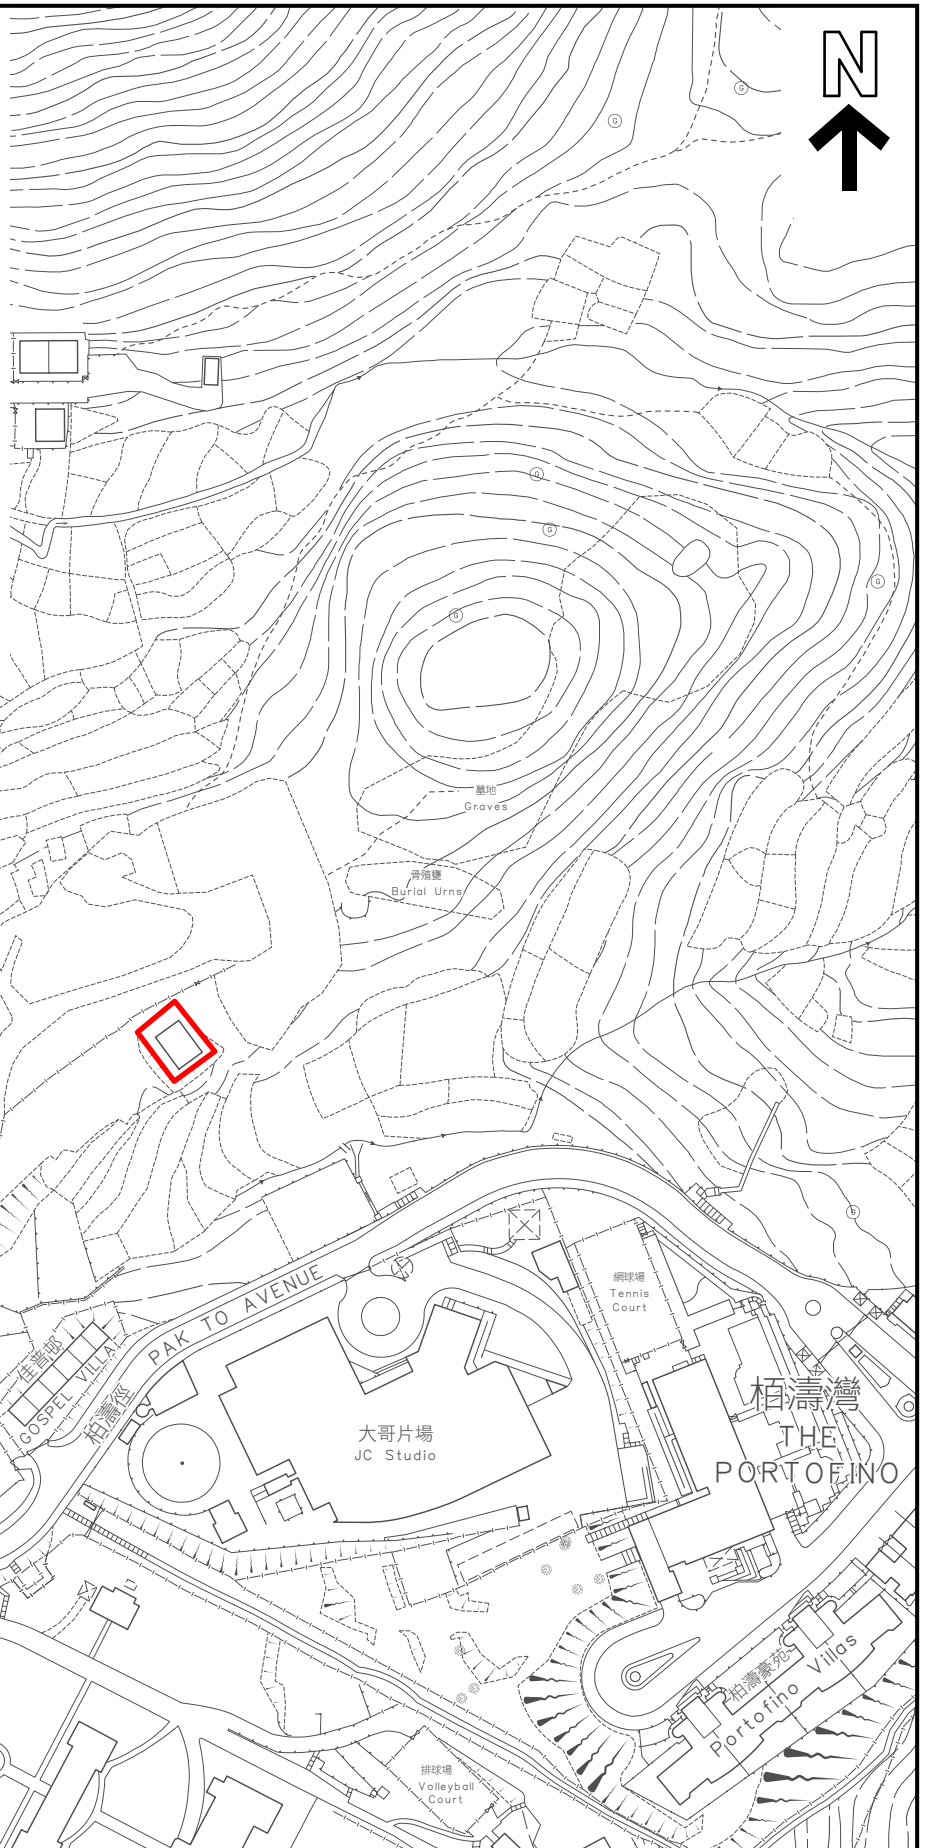 N
G
G
G
G
G
G
墓地
Graves
骨殖甕
Burial Urns
G
網球場
Tennis
Court
PAK TO AVENUE
柏濤徑
佳普邨
GOSPEL VILLA
栢濤灣
THE
PORTOFINO
大哥片場
JC Studio
柏濤豪苑
Portofino Villas
排球場
Volleyball
Court